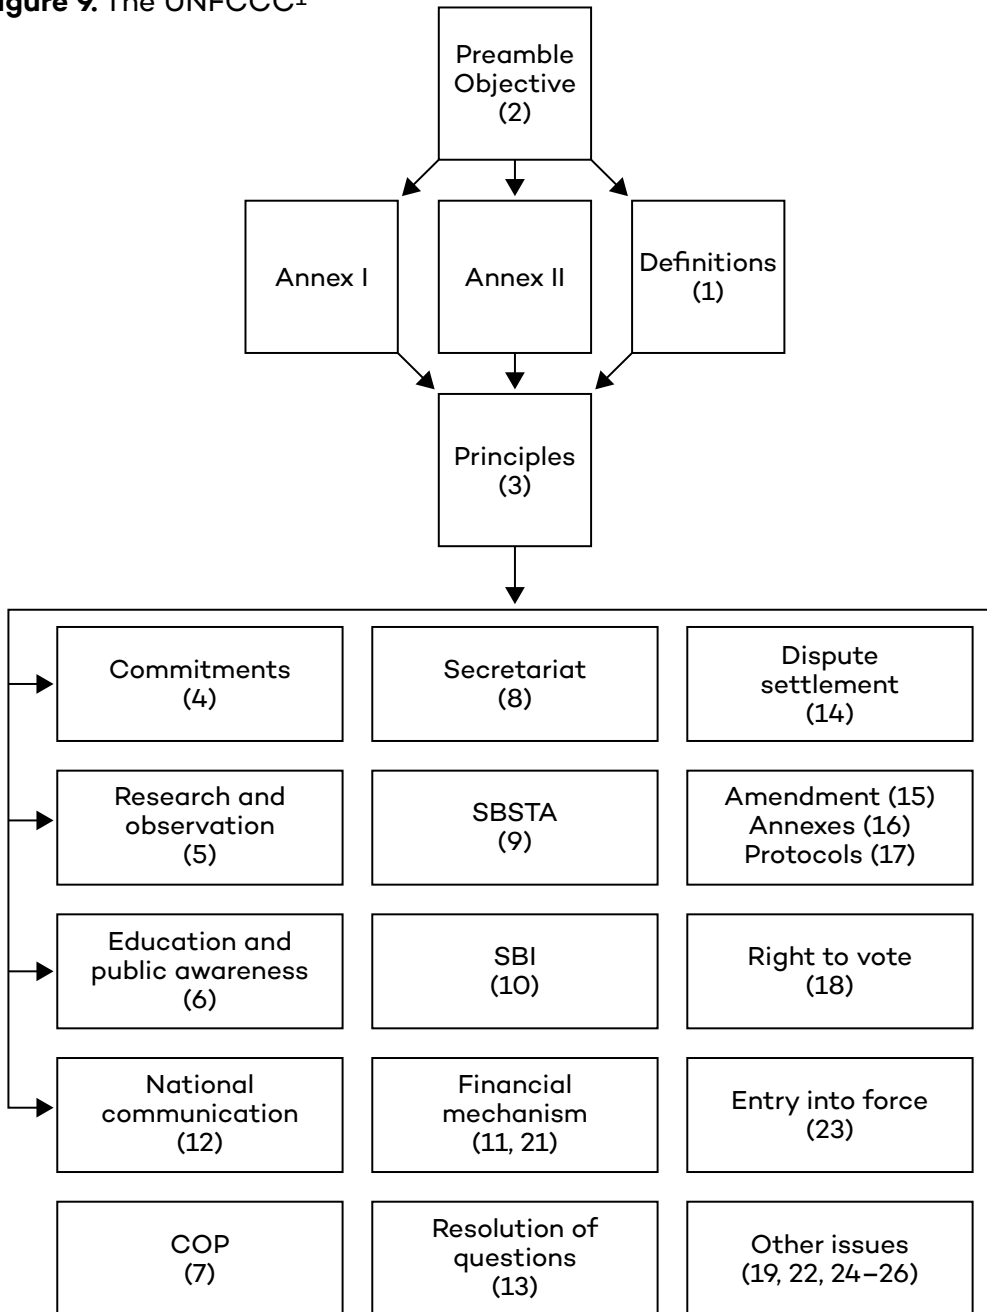 igure 9. The UNFCCC¹
Preamble
Objective
(2)
Annex I
Annex II
Definitions
(1)
Principles
(3)
Commitments
(4)
Secretariat
(8)
Dispute
settlement
(14)
Research and
observation
(5)
SBSTA
(9)
Amendment (15)
Annexes (16)
Protocols (17)
Education and
public awareness
(6)
SBI
(10)
Right to vote
(18)
National
communication
(12)
Financial
mechanism
(11, 21)
Entry into force
(23)
COP
(7)
Resolution of
questions
(13)
Other issues
(19, 22, 24–26)